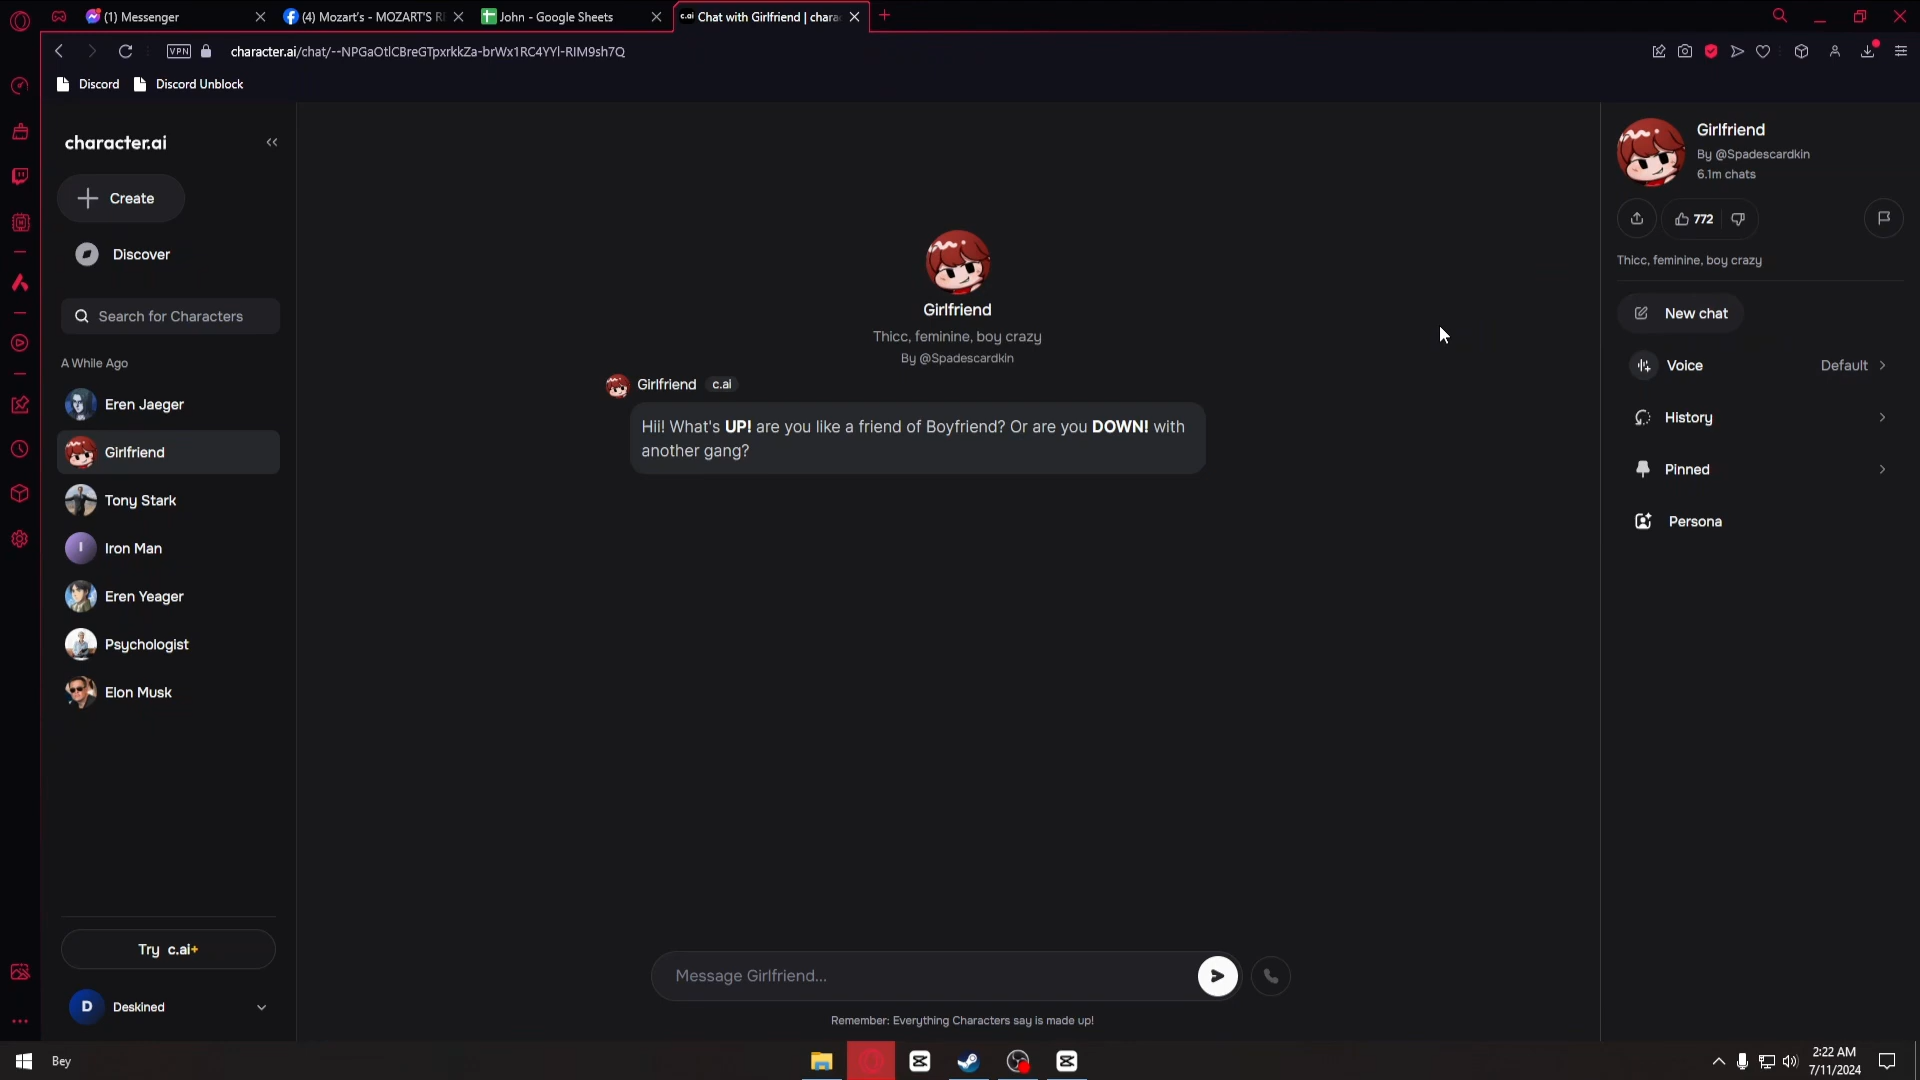 (1) Messenger
(4) Mozart's - MOZART'S RE
John - Google Sheets
c.ai Chat with Girlfriend | chara
VPN
character.ai/chat/--NPGaOtlCBreGTpxrkkZa-brWx1RC4YYl-RIM9sh7Q
Discord
Discord Unblock
character.ai
Create
Discover
Search for Characters
A While Ago
Eren Jaeger
Girlfriend
Tony Stark
I
Iron Man
Eren Yeager
Psychologist
Elon Musk
Try c.ai+
D
Deskined
Girlfriend
Thicc, feminine, boy crazy
By @Spadescardkin
Girlfriend c.ai
Hi! What's UP! are you like a friend of Boyfriend? Or are you DOWN! with
another gang?
Message Girlfriend...
Remember: Everything Characters say is made up!
Girlfriend
By @Spadescardkin
6.1m chats
772
Thicc, feminine, boy crazy
New chat
Voice
Default
History
Pinned
Persona
Bey
2:22 AM
7/11/2024